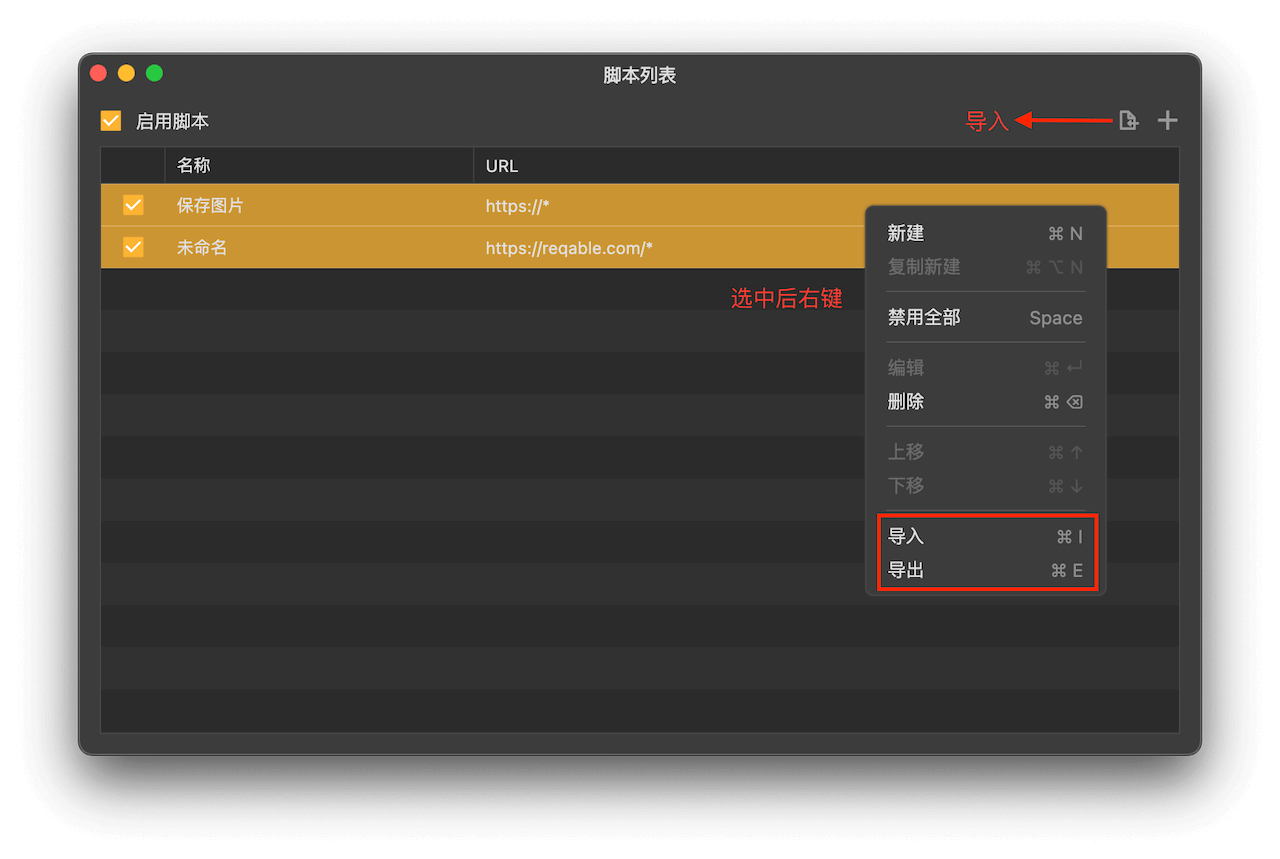 脚本列表
启用脚本
导入
名称 URL
保存图片 https://*
未命名 https://reqable.com/*
选中后右键
新建 ⌘ N
复制新建 ⌘ ⌥ N
禁用全部 Space
编辑 ⌘ ↩
删除 ⌘ ⌫
上移 ⌘ ↑
下移 ⌘ ↓
导入 ⌘ I
导出 ⌘ E